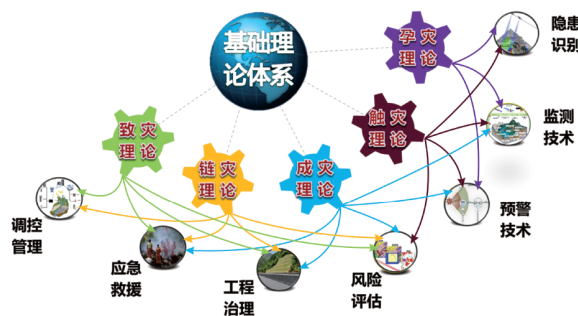 基础理
论体系
孕灾
理论
隐患
识别
致灾
理论
链灾
理论
成灾
理论
触灾
理论
监测
技术
预警
技术
调控
管理
应急
救援
工程
治理
风险
评估